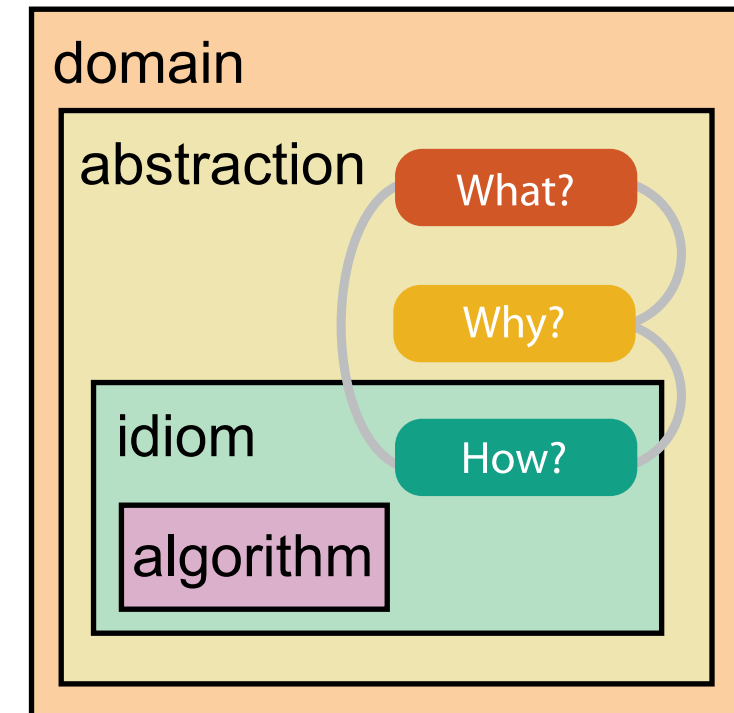 domain
abstraction
What?
Why?
idiom
How?
algorithm